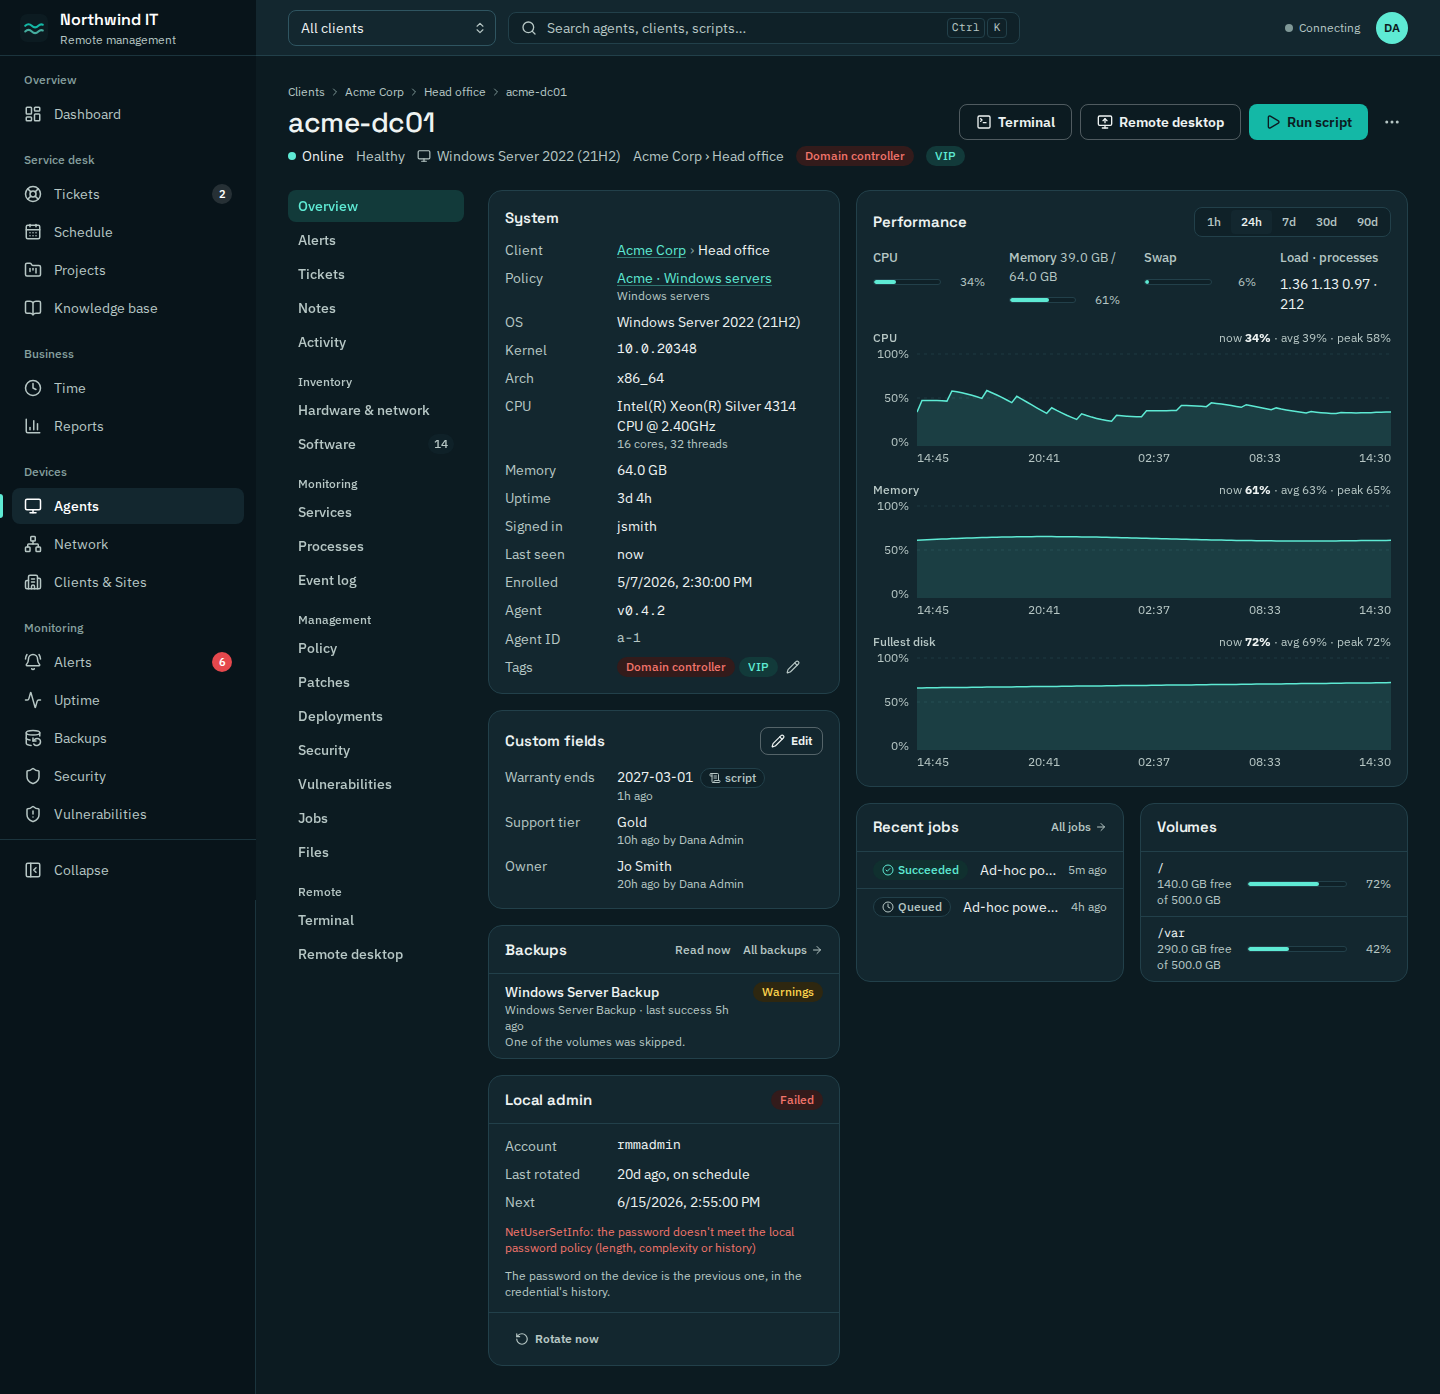 Northwind IT
Remote management
All clients
Search agents, clients, scripts...
Ctrl K
Connecting
DA
Overview
Dashboard
Service desk
Tickets 2
Schedule
Projects
Knowledge base
Business
Time
Reports
Devices
Agents
Network
Clients & Sites
Monitoring
Alerts 6
Uptime
Backups
Security
Vulnerabilities
Collapse
Clients > Acme Corp > Head office > acme-dc01
acme-dc01
Terminal
Remote desktop
Run script
Online Healthy Windows Server 2022 (21H2) Acme Corp › Head office Domain controller VIP
Overview
Alerts
Tickets
Notes
Activity
Inventory
Hardware & network
Software 14
Monitoring
Services
Processes
Event log
Management
Policy
Patches
Deployments
Security
Vulnerabilities
Jobs
Files
Remote
Terminal
Remote desktop
System
Client Acme Corp › Head office
Policy Acme · Windows servers
Windows servers
OS Windows Server 2022 (21H2)
Kernel 10.0.20348
Arch x86_64
CPU Intel(R) Xeon(R) Silver 4314
CPU @ 2.40GHz
16 cores, 32 threads
Memory 64.0 GB
Uptime 3d 4h
Signed in jsmith
Last seen now
Enrolled 5/7/2026, 2:30:00 PM
Agent v0.4.2
Agent ID a-1
Tags Domain controller VIP
Custom fields Edit
Warranty ends 2027-03-01 script
1h ago
Support tier Gold
10h ago by Dana Admin
Owner Jo Smith
20h ago by Dana Admin
Backups Read now All backups →
Windows Server Backup Warnings
Windows Server Backup · last success 5h
ago
One of the volumes was skipped.
Local admin Failed
Account rmmadmin
Last rotated 20d ago, on schedule
Next 6/15/2026, 2:55:00 PM
NetUserSetInfo: the password doesn't meet the local
password policy (length, complexity or history)
The password on the device is the previous one, in the
credential's history.
Rotate now
Performance 1h 24h 7d 30d 90d
CPU
34%
Memory 39.0 GB /
64.0 GB
61%
Swap
6%
Load · processes
1.36 1.13 0.97 ·
212
CPU now 34% · avg 39% · peak 58%
100%
50%
0%
14:45 20:41 02:37 08:33 14:30
Memory now 61% · avg 63% · peak 65%
100%
50%
0%
14:45 20:41 02:37 08:33 14:30
Fullest disk now 72% · avg 69% · peak 72%
100%
50%
0%
14:45 20:41 02:37 08:33 14:30
Recent jobs All jobs →
Succeeded Ad-hoc po... 5m ago
Queued Ad-hoc powe... 4h ago
Volumes
/
140.0 GB free
of 500.0 GB
72%
/var
290.0 GB free
of 500.0 GB
42%